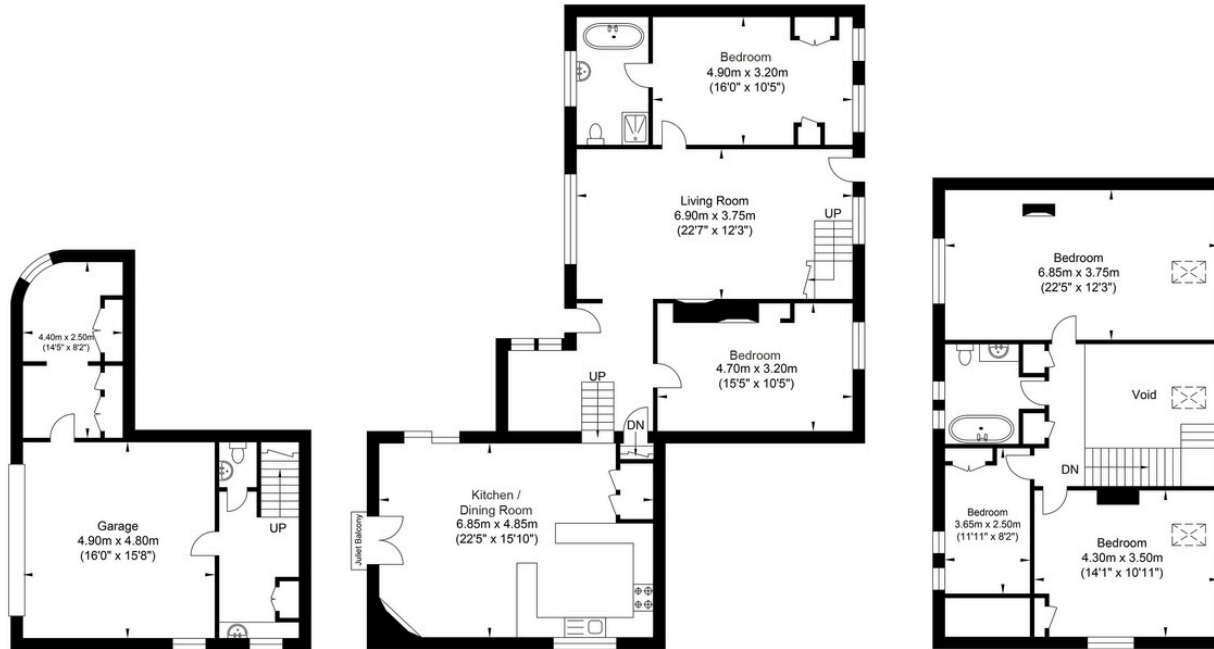 4.40m x 2.50m
(14'5" x 8'2")
Garage
4.90m x 4.80m
(16'0" x 15'8")
UP
Bedroom
4.90m x 3.20m
(16'0" x 10'5")
Living Room
6.90m x 3.75m
(22'7" x 12'3")
UP
Bedroom
4.70m x 3.20m
(15'5" x 10'5")
UP
DN
Kitchen /
Dining Room
6.85m x 4.85m
(22'5" x 15'10")
Juliet Balcony
Bedroom
6.85m x 3.75m
(22'5" x 12'3")
Void
DN
Bedroom
3.65m x 2.50m
(11'11" x 8'2")
Bedroom
4.30m x 3.50m
(14'1" x 10'11")